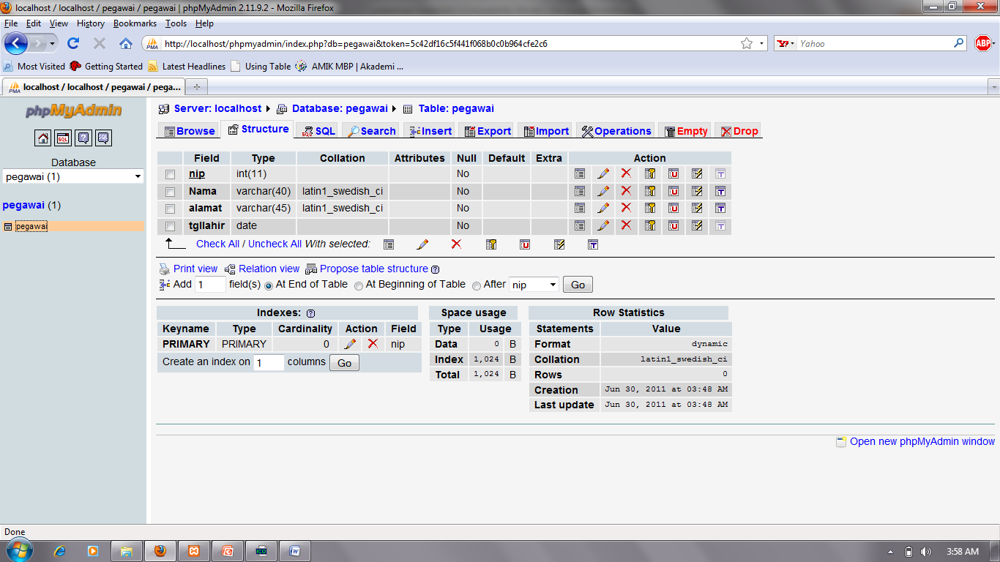 localhost / localhost / pegawai / pegawai | phpMyAdmin 2.11.9.2 - Mozilla Firefox
File Edit View History Bookmarks Tools Help
http://localhost/phpmyadmin/index.php?db=pegawai&token=5c42df16c5f441f068b0c0b964cfe2c6 Yahoo ABP
Most Visited Getting Started Latest Headlines Using Table AMIK MBP | Akademi ...
localhost / localhost / pegawai / pega...
phpMyAdmin
SQL
Database
pegawai (1)
pegawai (1)
pegawai
Server: localhost Database: pegawai Table: pegawai
Browse Structure SQL Search Insert Export Import Operations Empty Drop
Field Type Collation Attributes Null Default Extra Action
nip int(11) No
Nama varchar(40) latin1_swedish_ci No
alamat varchar(45) latin1_swedish_ci No
tgllahir date No
Check All / Uncheck All With selected:
Print view Relation view Propose table structure
Add 1 field(s) At End of Table At Beginning of Table After nip Go
Indexes:
Keyname Type Cardinality Action Field
PRIMARY PRIMARY 0 nip
Create an index on 1 columns Go
Space usage
Type Usage
Data 0 B
Index 1,024 B
Total 1,024 B
Row Statistics
Statements Value
Format dynamic
Collation latin1_swedish_ci
Rows 0
Creation Jun 30, 2011 at 03:48 AM
Last update Jun 30, 2011 at 03:48 AM
Open new phpMyAdmin window
Done
3:58 AM